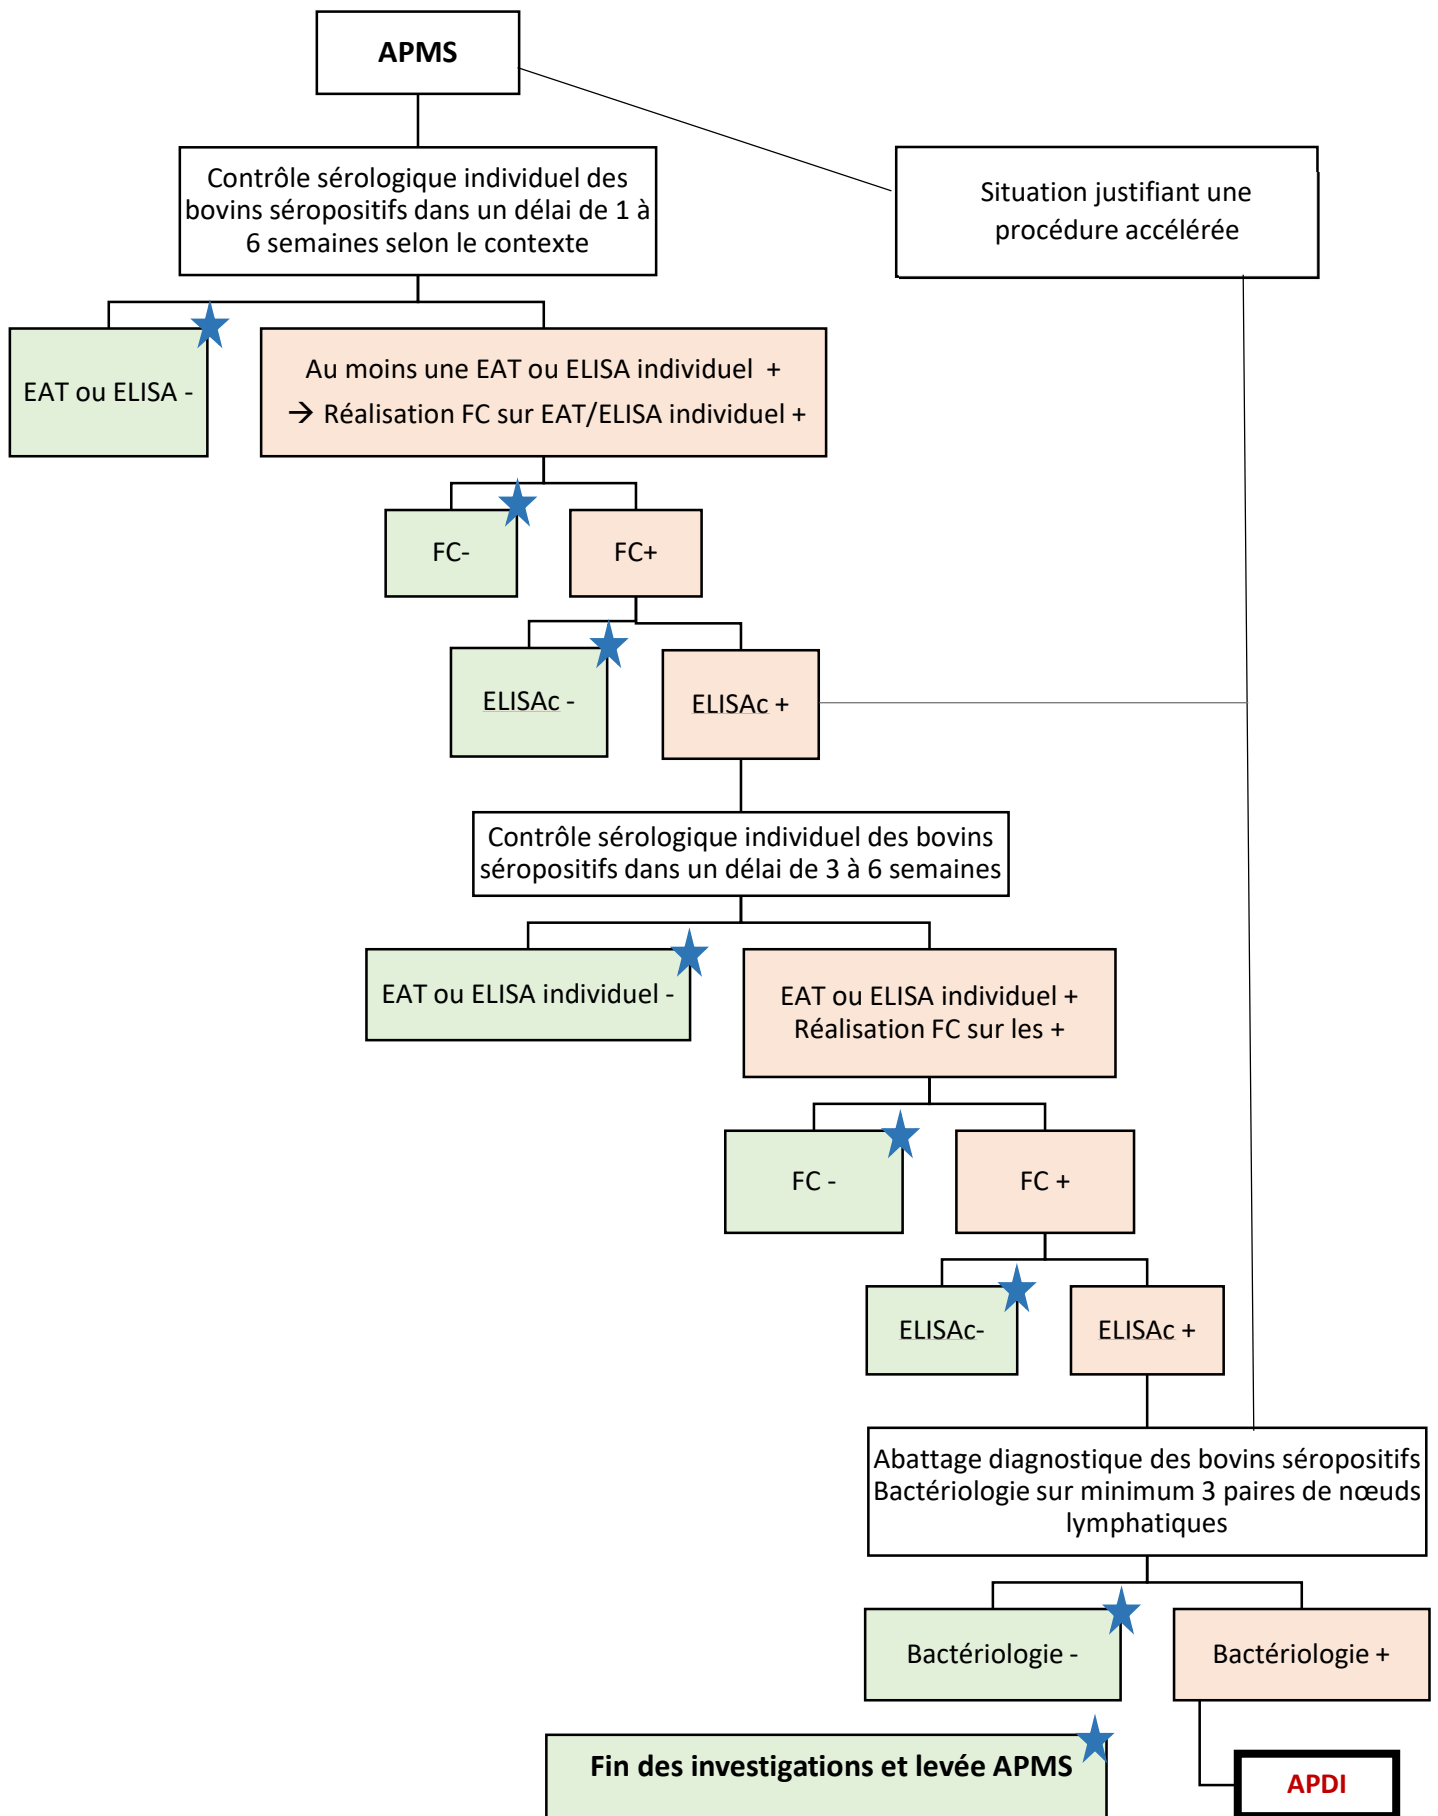 APMS
Contrôle sérologique individuel des
bovins séropositifs dans un délai de 1 à
6 semaines selon le contexte
Situation justifiant une
procédure accélérée
EAT ou ELISA -
Au moins une EAT ou ELISA individuel +
→ Réalisation FC sur EAT/ELISA individuel +
FC-
FC+
ELISAc -
ELISAc +
Contrôle sérologique individuel des bovins
séropositifs dans un délai de 3 à 6 semaines
EAT ou ELISA individuel -
EAT ou ELISA individuel +
Réalisation FC sur les +
FC -
FC +
ELISAc-
ELISAc +
Abattage diagnostique des bovins séropositifs
Bactériologie sur minimum 3 paires de nœuds
lymphatiques
Bactériologie -
Bactériologie +
Fin des investigations et levée APMS
APDI